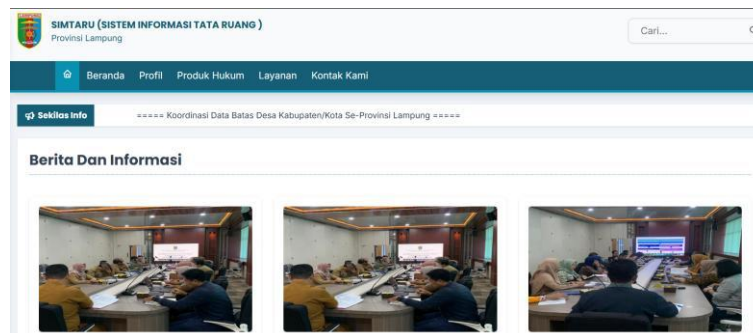 SIMTARU (SISTEM INFORMASI TATA RUANG )
Provinsi Lampung
Cari...
Beranda Profil Produk Hukum Layanan Kontak Kami
Sekilas Info
===== Koordinasi Data Batas Desa Kabupaten/Kota Se-Provinsi Lampung =====
Berita Dan Informasi